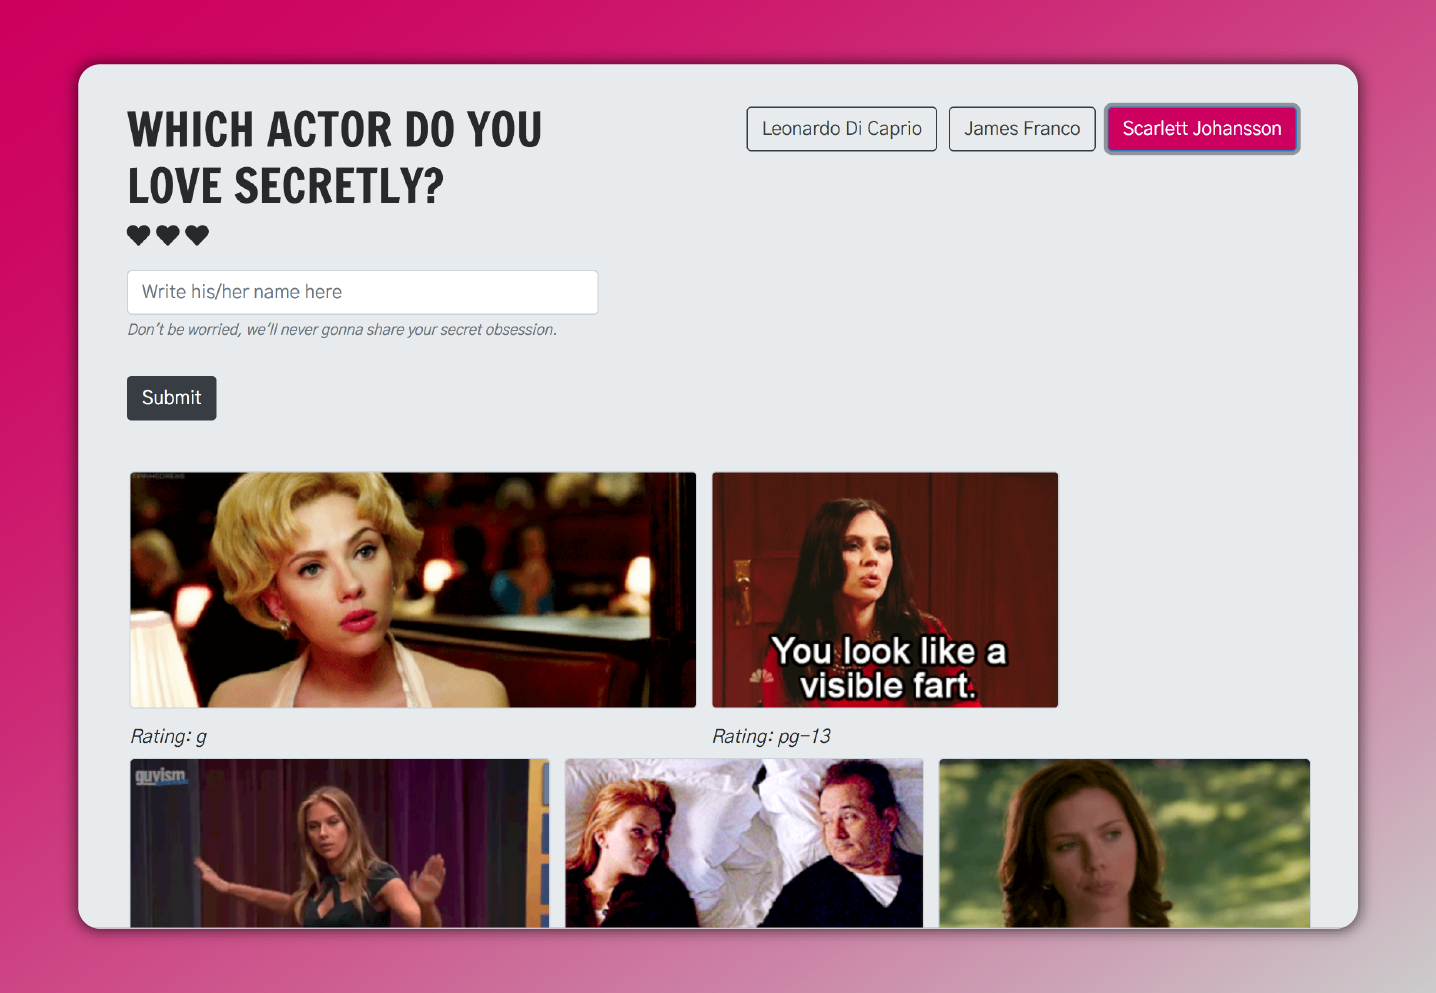 WHICH ACTOR DO YOU
LOVE SECRETLY?
Leonardo Di Caprio
James Franco
Scarlett Johansson
Write his/her name here
Don't be worried, we'll never gonna share your secret obsession.
Submit
You look like a
visible fart.
Rating: g
Rating: pg-13
guyism